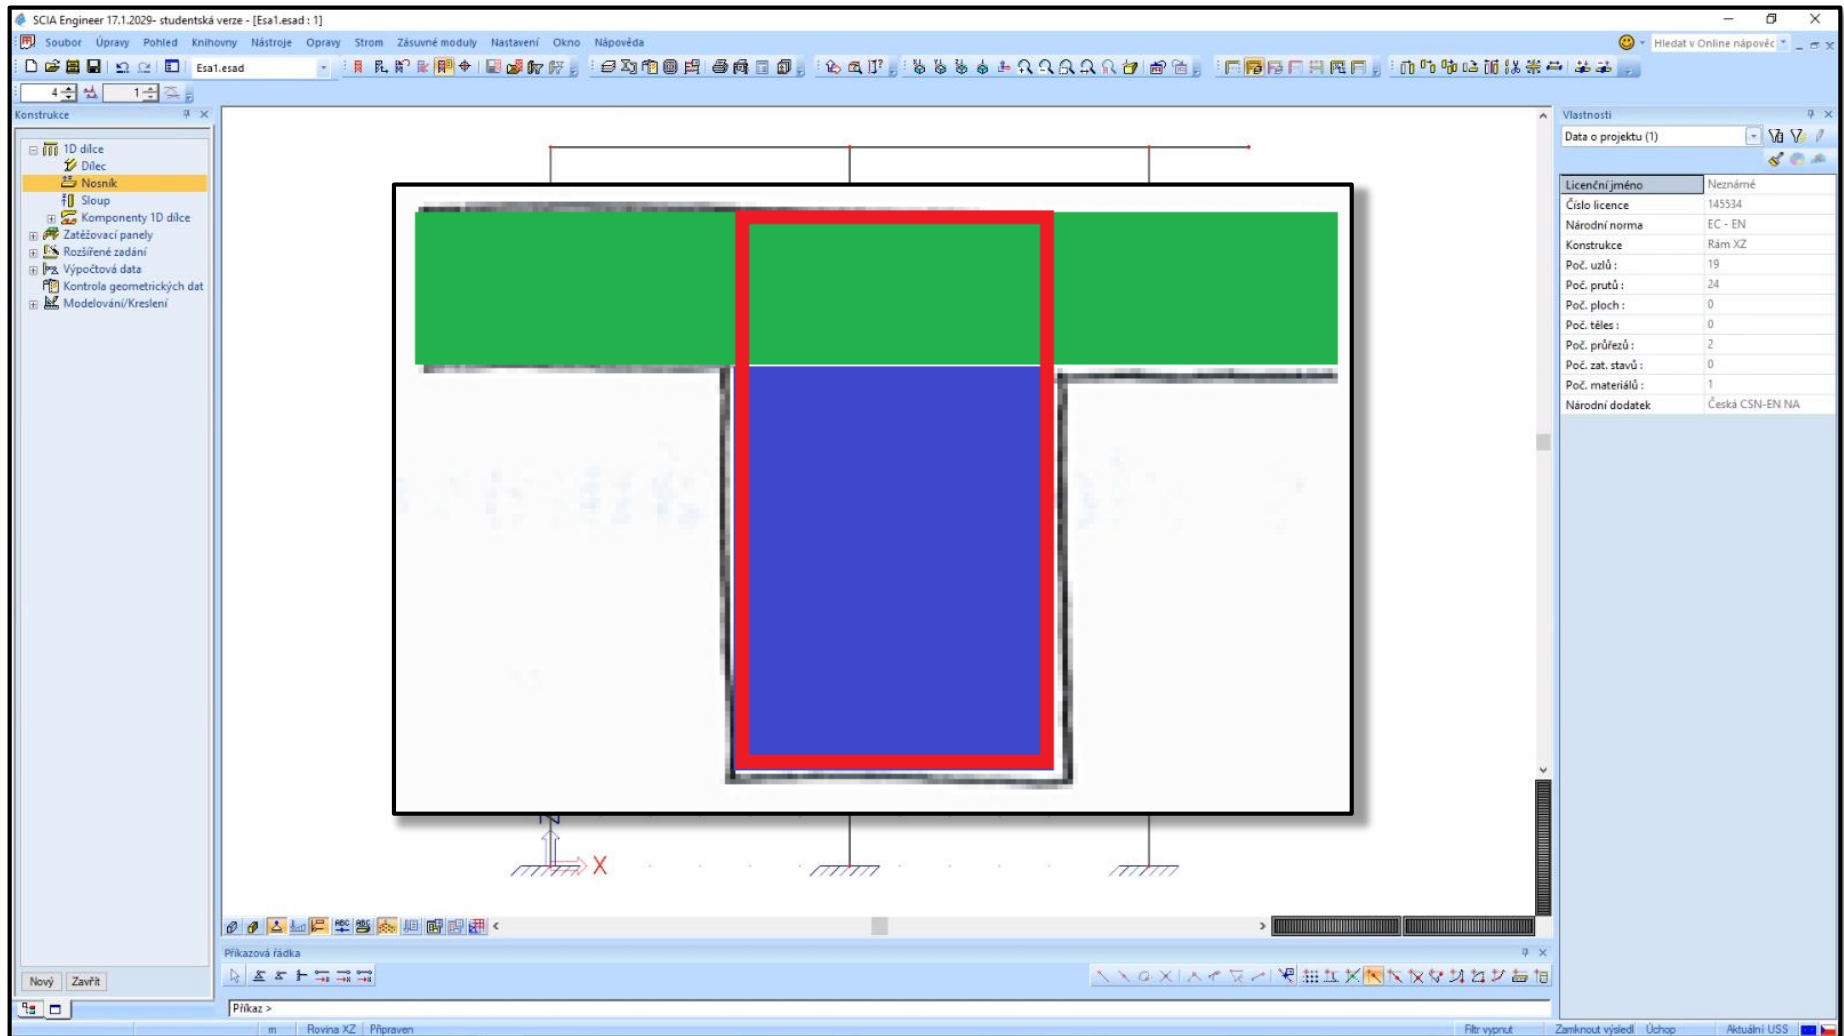 SCIA Engineer 17.1.2029- studentská verze - [Esa1.esad : 1]
Soubor Úpravy Pohled Knihovny Nástroje Opravy Strom Zásuvné moduly Nastavení Okno Nápověda
Hledat v Online nápověc
Esa1.esad
4 1
Konstrukce
1D dílce
Dílec
Nosník
Sloup
Komponenty 1D dílce
Zatěžovací panely
Rozšířené zadání
Výpočtová data
Kontrola geometrických dat
Modelování/Kreslení
Nový Zavřít
X
Vlastnosti
Data o projektu (1)
Licenční jméno Neznámé
Číslo licence 145534
Národní norma EC - EN
Konstrukce Rám XZ
Poč. uzlů : 19
Poč. prutů : 24
Poč. ploch : 0
Poč. těles : 0
Poč. průřezů : 2
Poč. zat. stavů : 0
Poč. materiálů : 1
Národní dodatek Česká CSN-EN NA
Příkazová řádka
Příkaz >
m Rovina XZ Připraven Filtr vypnut Zamknout výsledl Úchop Aktuální USS